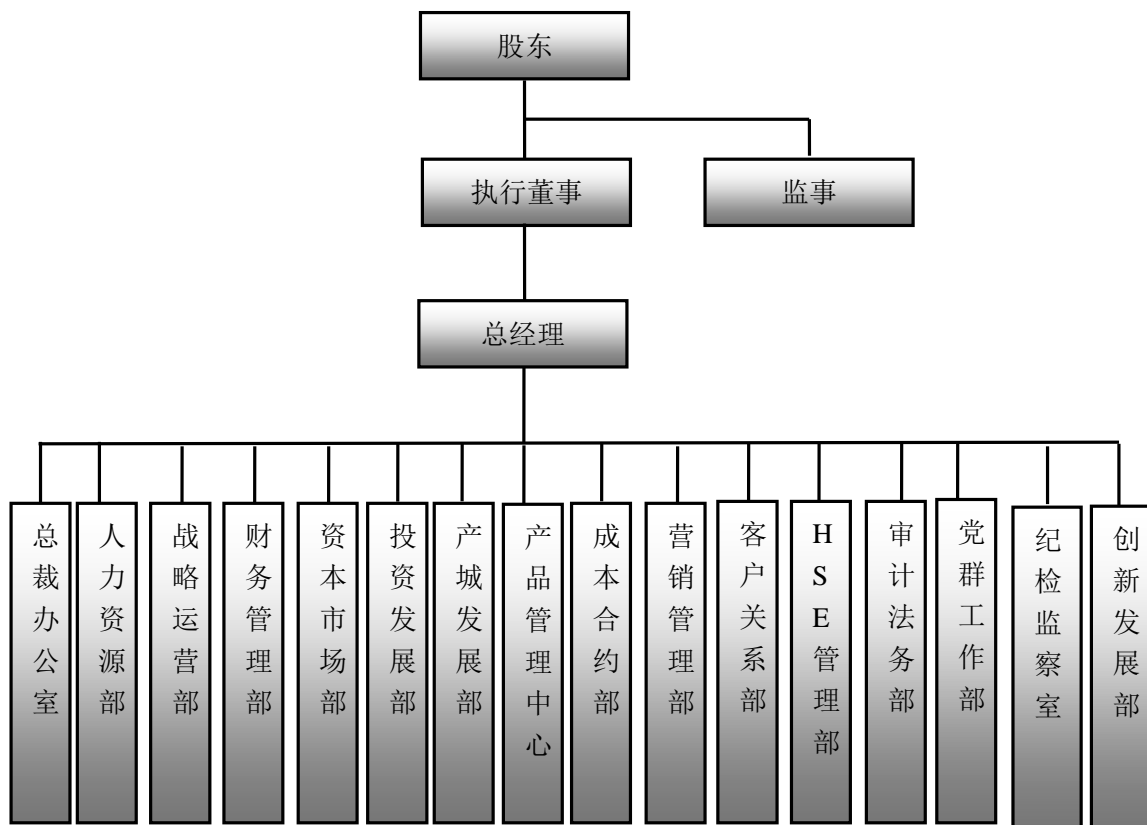 股东
执行董事
监事
总经理
总裁办公室
人力资源部
战略运营部
财务管理部
资本市场部
投资发展部
产城发展部
产品管理中心
成本合约部
营销管理部
客户关系部
HSE管理部
审计法务部
党群工作部
纪检监察室
创新发展部